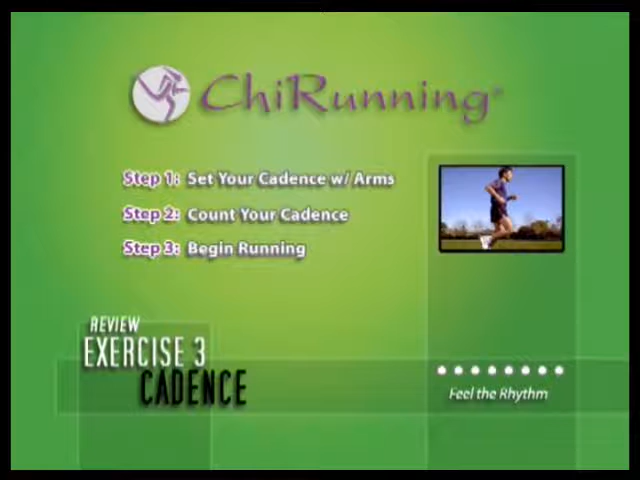 ChiRunning®
Step 1: Set Your Cadence w/ Arms
Step 2: Count Your Cadence
Step 3: Begin Running
REVIEW
EXERCISE 3
CADENCE
Feel the Rhythm